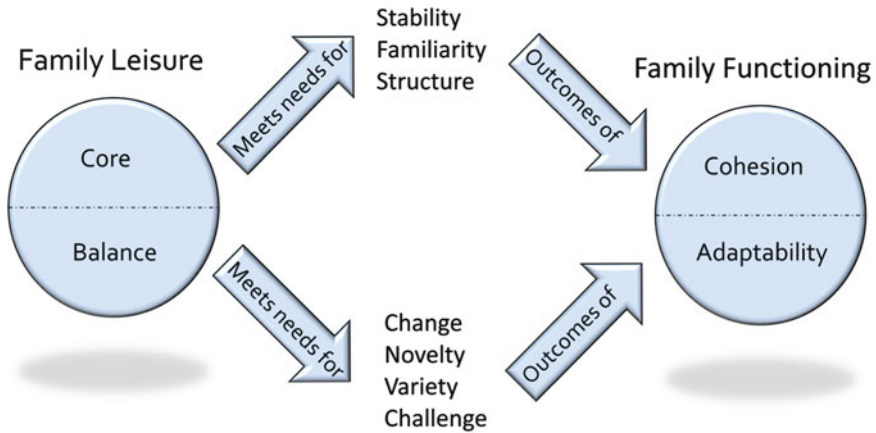 Family Leisure
Core
Balance
Meets needs for
Stability
Familiarity
Structure
Outcomes of
Meets needs for
Change
Novelty
Variety
Challenge
Outcomes of
Family Functioning
Cohesion
Adaptability